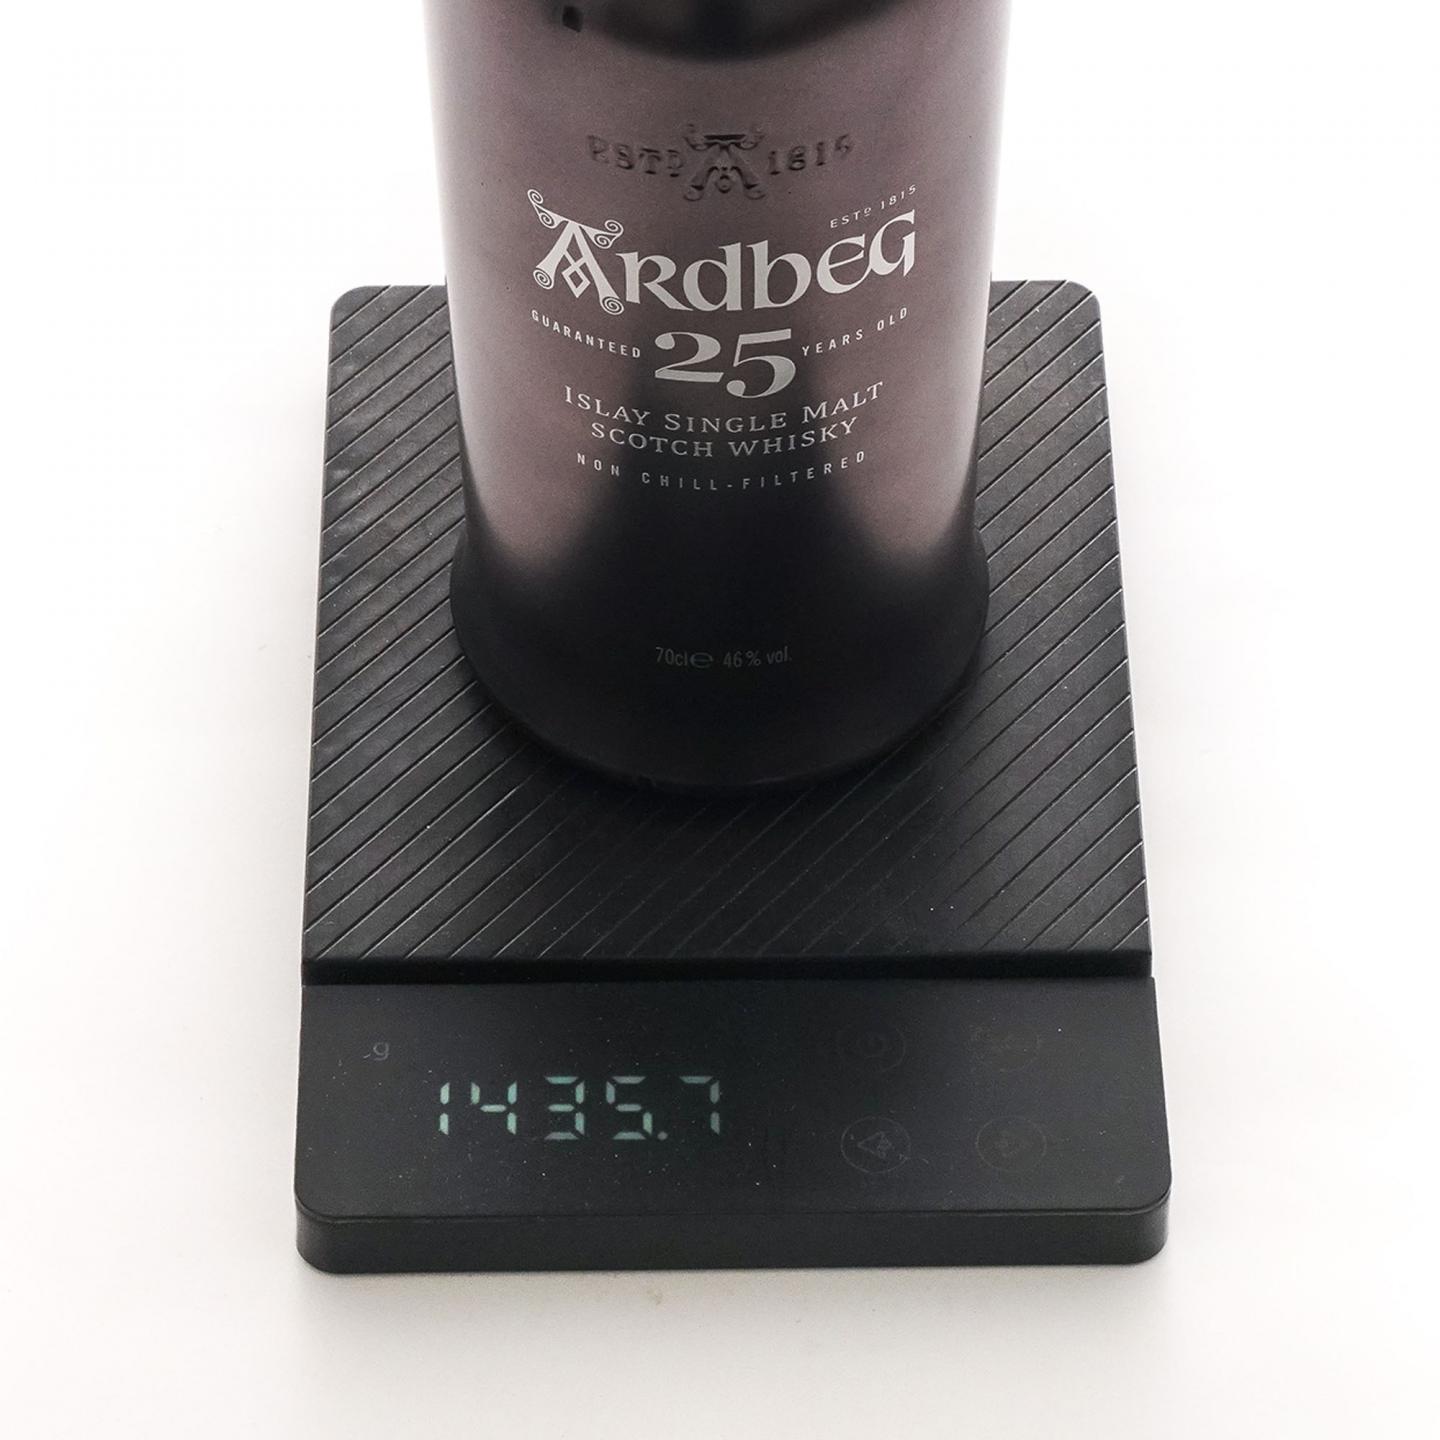 ESTD A 1815
ESTD 1815
ARDBEG
GUARANTEED 25 YEARS OLD
ISLAY SINGLE MALT
SCOTCH WHISKY
NON CHILL-FILTERED
70cl ℮ 46% vol.
g
1435.7